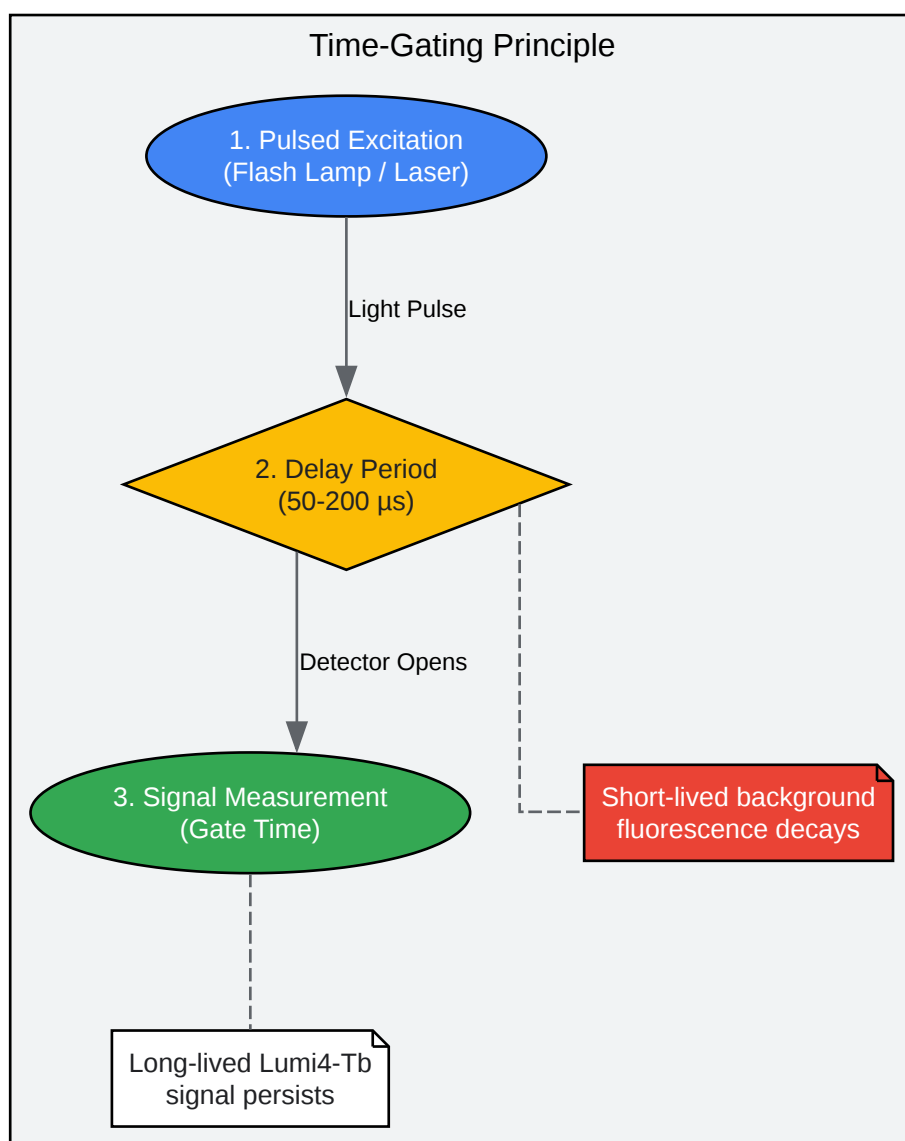 Time-Gating Principle
1. Pulsed Excitation
(Flash Lamp / Laser)
Light Pulse
2. Delay Period
(50-200 µs)
Detector Opens
3. Signal Measurement
(Gate Time)
Short-lived background
fluorescence decays
Long-lived Lumi4-Tb
signal persists